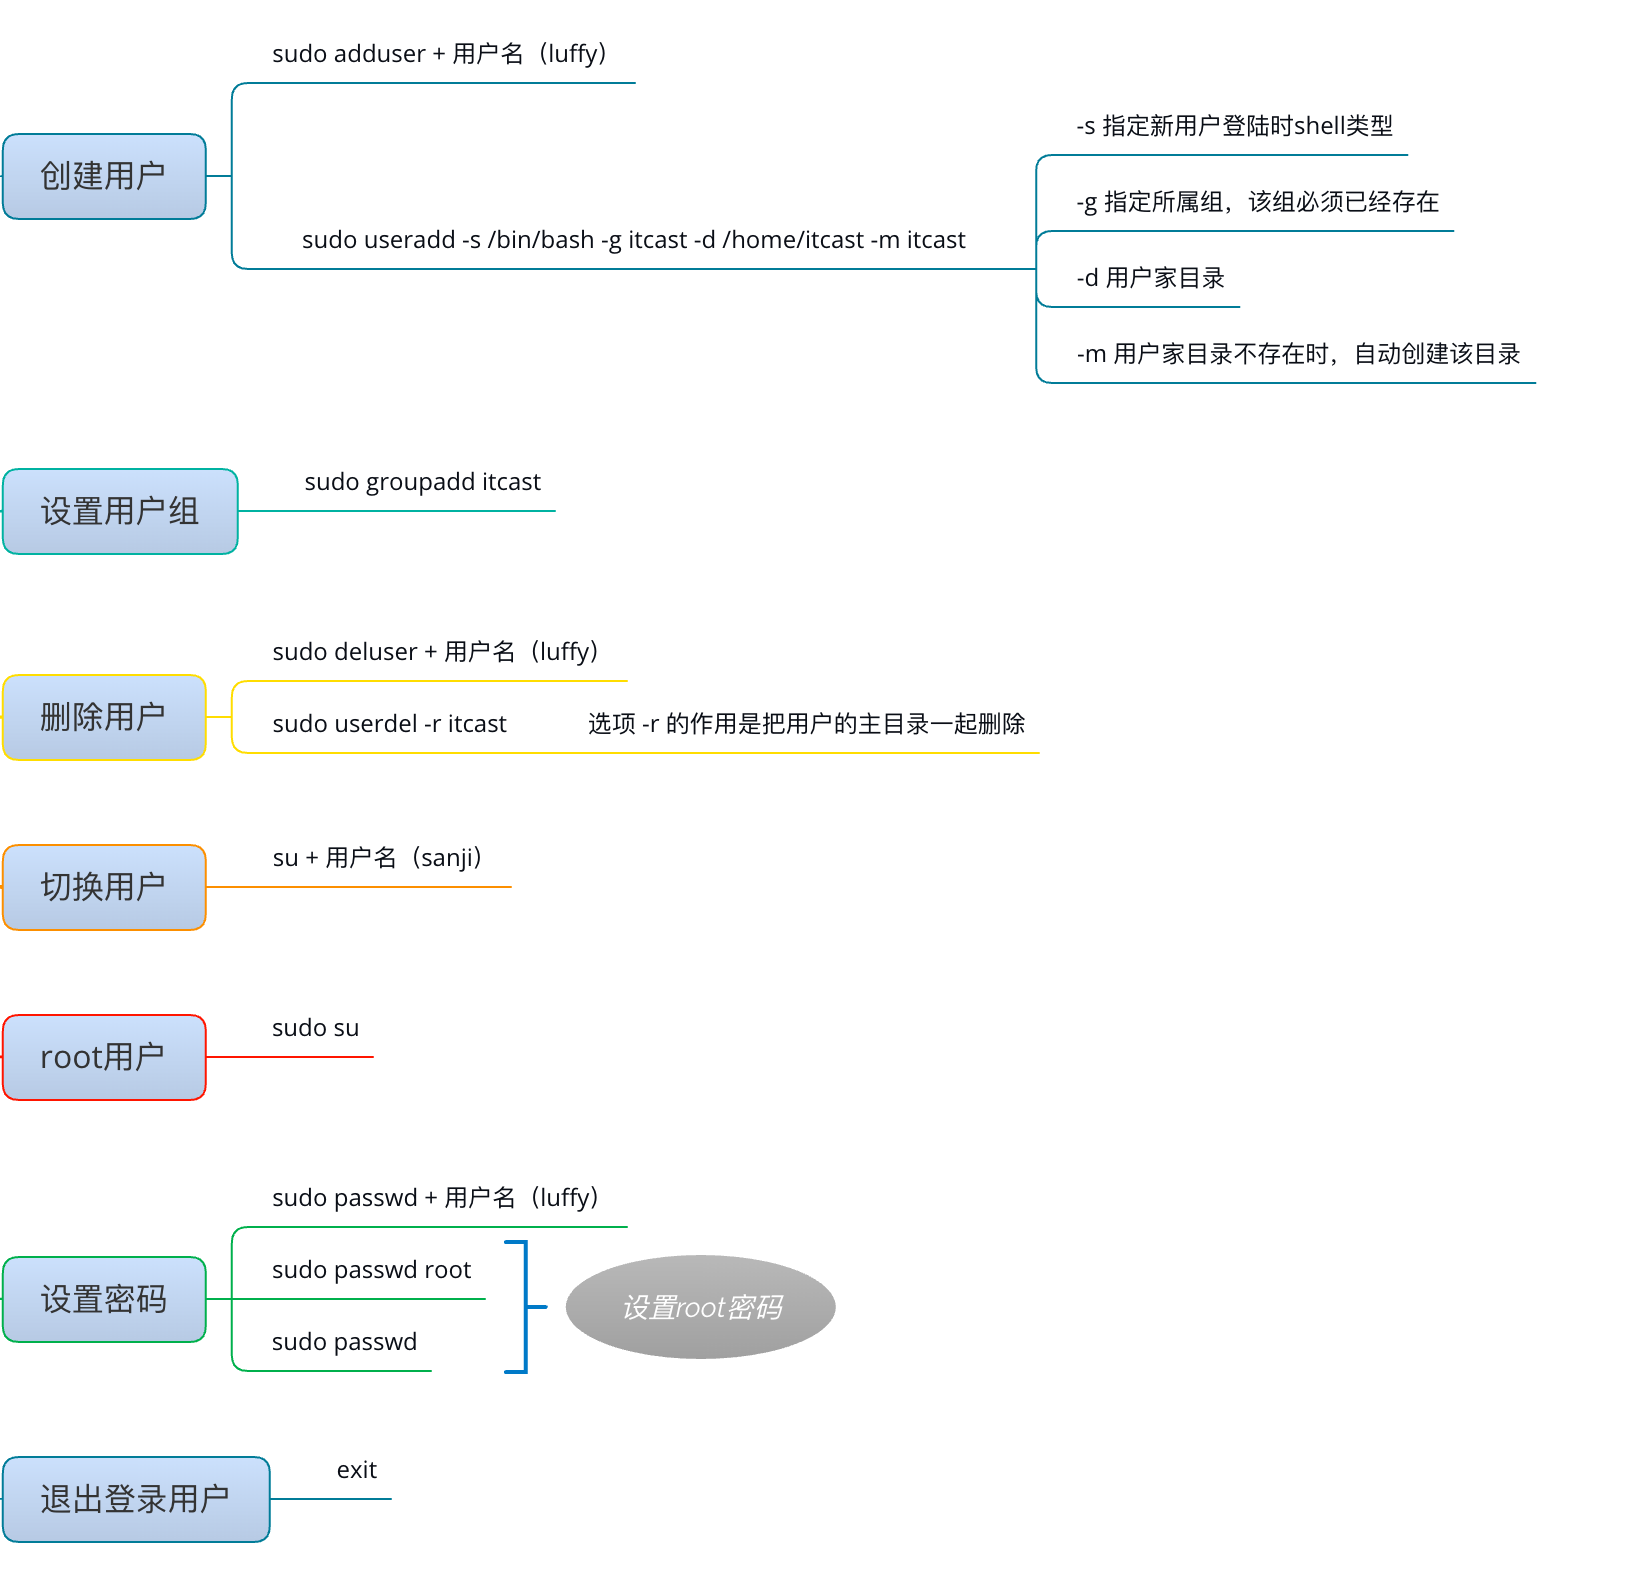 创建用户
sudo adduser + 用户名（luffy）
sudo useradd -s /bin/bash -g itcast -d /home/itcast -m itcast
-s 指定新用户登陆时shell类型
-g 指定所属组，该组必须已经存在
-d 用户家目录
-m 用户家目录不存在时，自动创建该目录
设置用户组
sudo groupadd itcast
删除用户
sudo deluser + 用户名（luffy）
sudo userdel -r itcast 选项 -r 的作用是把用户的主目录一起删除
切换用户
su + 用户名（sanji）
root用户
sudo su
设置密码
sudo passwd + 用户名（luffy）
sudo passwd root
sudo passwd
设置root密码
退出登录用户
exit